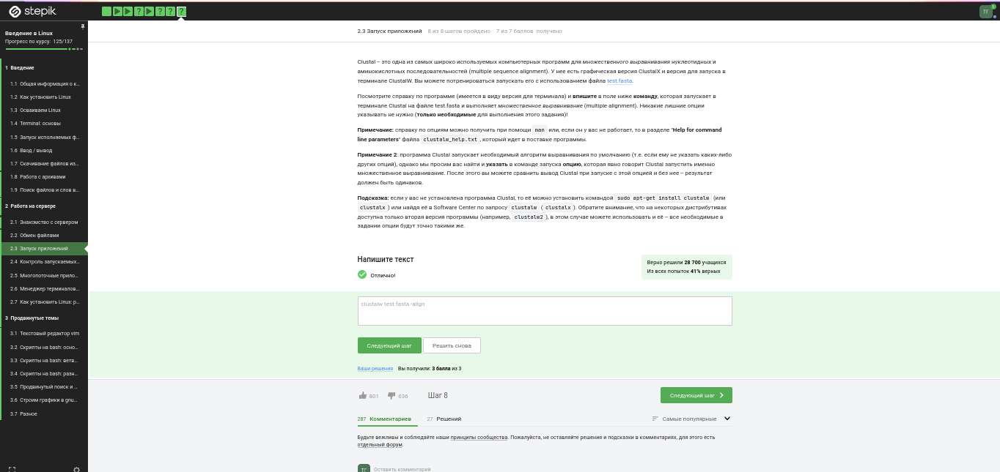 stepik
? ? ? ?
ТГ
Введение в Linux
Прогресс по курсу: 125/137
1 Введение
1.1 Общая информация о к...
1.2 Как установить Linux
1.3 Осваиваем Linux
1.4 Terminal: основы
1.5 Запуск исполняемых ф...
1.6 Ввод / вывод
1.7 Скачивание файлов из...
1.8 Работа с архивами
1.9 Поиск файлов и слов в...
2 Работа на сервере
2.1 Знакомство с сервером
2.2 Обмен файлами
2.3 Запуск приложений
2.4 Контроль запускаемых...
2.5 Многопоточные прило...
2.6 Менеджер терминалов...
2.7 Как установить Linux: р...
3 Продвинутые темы
3.1 Текстовый редактор vim
3.2 Скрипты на bash: осно...
3.3 Скрипты на bash: ветв...
3.4 Скрипты на bash: разн...
3.5 Продвинутый поиск и ...
3.6 Строим графики в gnu...
3.7 Разное
2.3 Запуск приложений 8 из 8 шагов пройдено 7 из 7 баллов получено
Clustal – это одна из самых широко используемых компьютерных программ для множественного выравнивания нуклеотидных и
аминокислотных последовательностей (multiple sequence alignment). У нее есть графическая версия ClustalX и версия для запуска в
терминале ClustalW. Вы можете потренироваться запускать его с использованием файла test.fasta.
Посмотрите справку по программе (имеется в виду версия для терминала) и впишите в поле ниже команду, которая запускает в
терминале Clustal на файле test.fasta и выполняет множественное выравнивание (multiple alignment). Никакие лишние опции
указывать не нужно (только необходимые для выполнения этого задания)!
Примечание: справку по опциям можно получить при помощи man или, если он у вас не работает, то в разделе "Help for command
line parameters" файла clustalw_help.txt, который идет в поставке программы.
Примечание 2: программа Clustal запускает необходимый алгоритм выравнивания по умолчанию (т.е. если ему не указать каких-либо
других опций), однако мы просим вас найти и указать в команде запуска опцию, которая явно говорит Clustal запустить именно
множественное выравнивание. После этого вы можете сравнить вывод Clustal при запуске с этой опцией и без нее – результат
должен быть одинаков.
Подсказка: если у вас не установлена программа Clustal, то её можно установить командой sudo apt-get install clustalw (или
clustalx) или найдя её в Software Center по запросу clustalw (clustalx). Обратите внимание, что на некоторых дистрибутивах
доступна только вторая версия программы (например, clustalw2), в этом случае можете использовать и её – все необходимые в
задании опции будут точно такими же.
Напишите текст
Отлично!
Верно решили 28 700 учащихся
Из всех попыток 41% верных
clustalw test.fasta -align
Следующий шаг Решить снова
Ваши решения Вы получили: 3 балла из 3
801 636 Шаг 8 Следующий шаг
287 Комментариев 27 Решений Самые популярные
Будьте вежливы и соблюдайте наши принципы сообщества. Пожалуйста, не оставляйте решения и подсказки в комментариях, для этого есть
отдельный форум.
ТГ Оставить комментарий